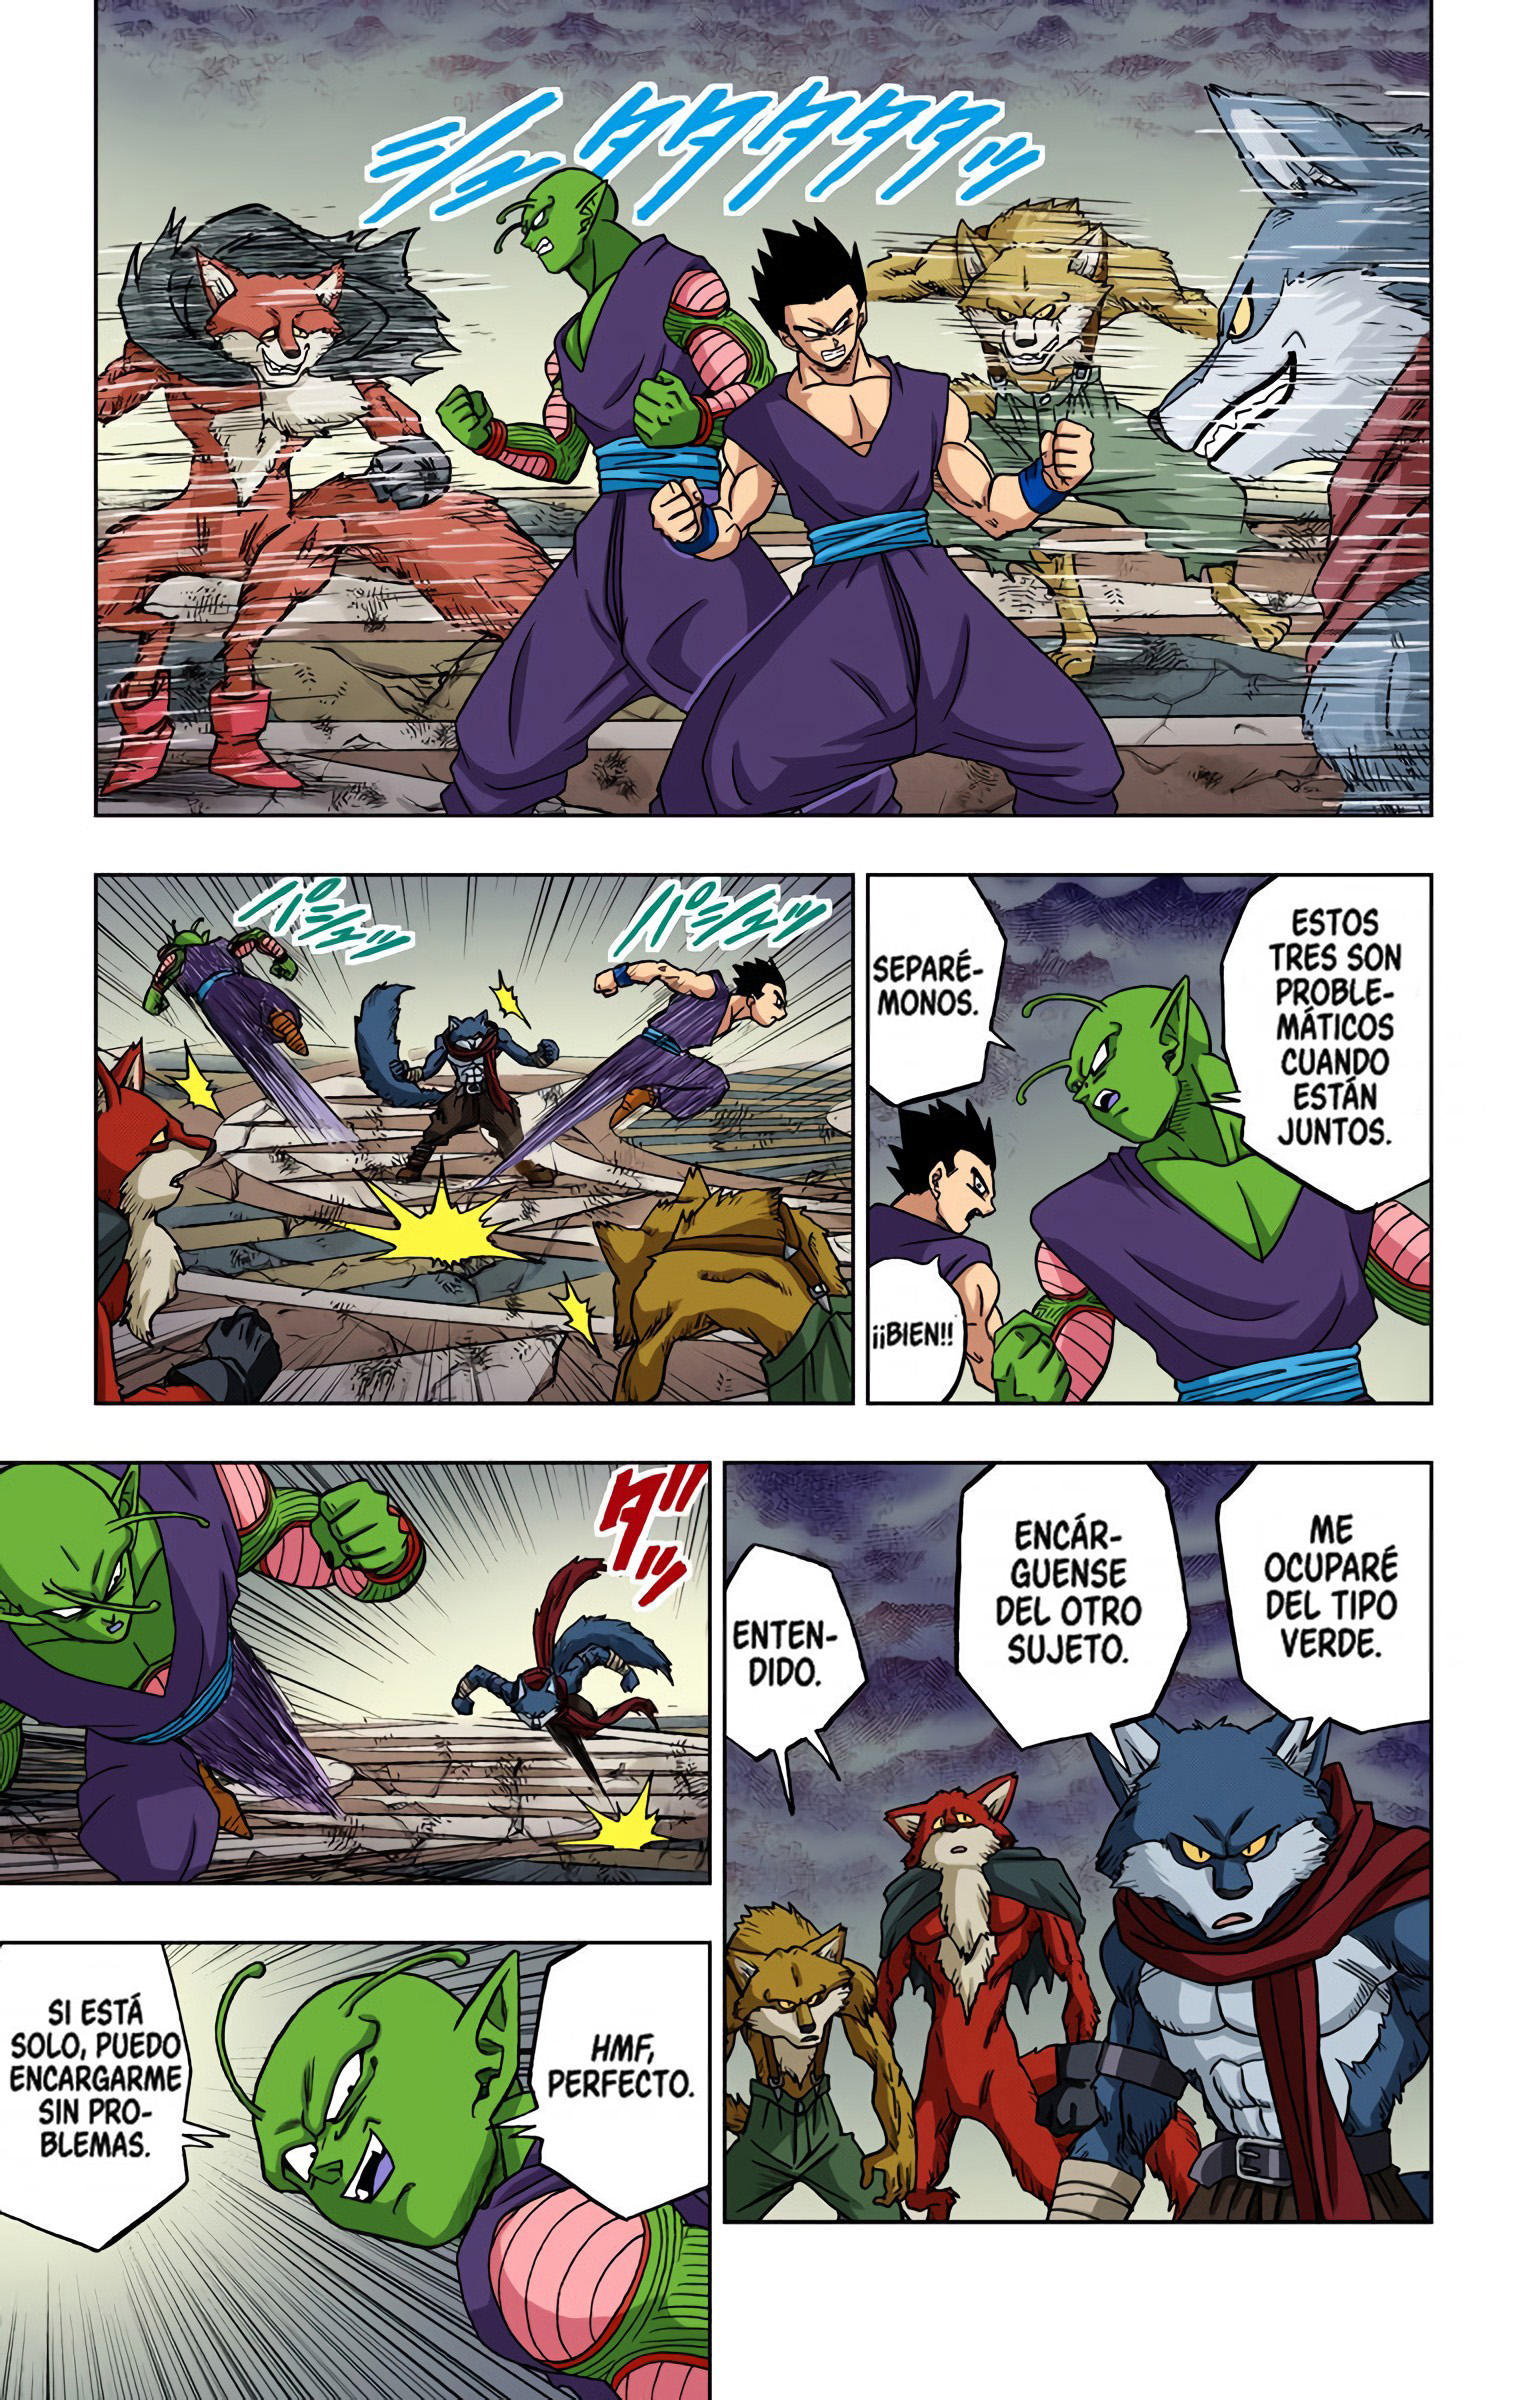 シュタタタタタッ
ESTOS
TRES SON
PROBLE-
MÁTICOS
CUANDO
ESTÁN
JUNTOS.
SEPARÉ-
MONOS.
¡¡BIEN!!
パシュッ
パシュッ
ME
OCUPARÉ
DEL TIPO
VERDE.
ENCÁR-
GUENSE
DEL OTRO
SUJETO.
ENTEN-
DIDO.
ダッ
HMF,
PERFECTO.
SI ESTÁ
SOLO, PUEDO
ENCARGARME
SIN PRO-
BLEMAS.